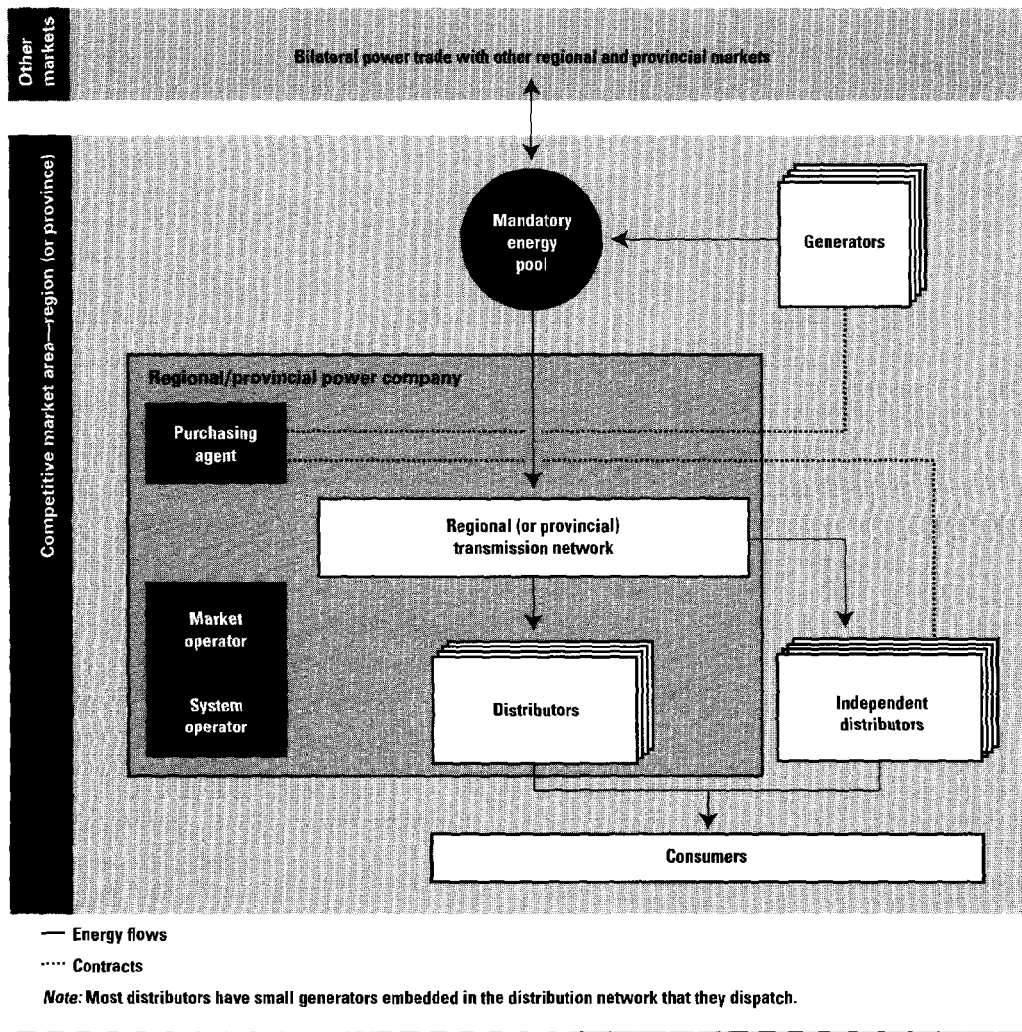 Other
markets
Bilateral power trade with other regional and provincial markets
Competitive market area—region (or province)
Mandatory
energy
pool
Generators
Regional/provincial power company
Purchasing
agent
Regional (or provincial)
transmission network
Market
operator
System
operator
Distributors
Independent
distributors
Consumers
— Energy flows
····· Contracts
Note: Most distributors have small generators embedded in the distribution network that they dispatch.